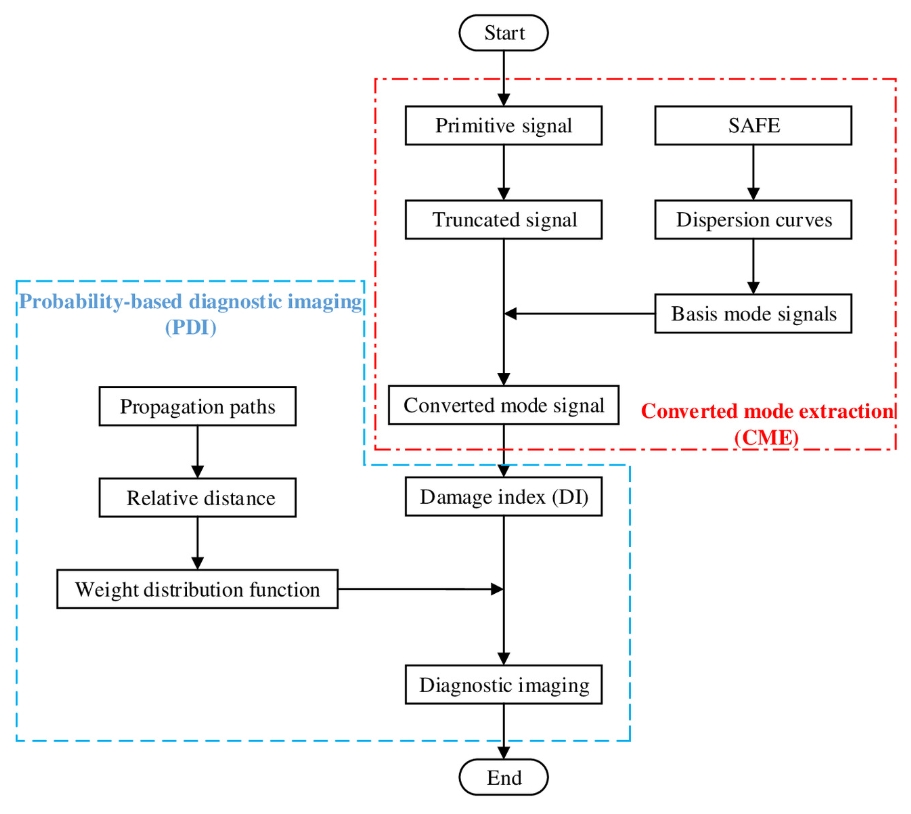 Start
Primitive signal
SAFE
Truncated signal
Dispersion curves
Probability-based diagnostic imaging
(PDI)
Basis mode signals
Propagation paths
Converted mode signal
Converted mode extraction
(CME)
Relative distance
Damage index (DI)
Weight distribution function
Diagnostic imaging
End